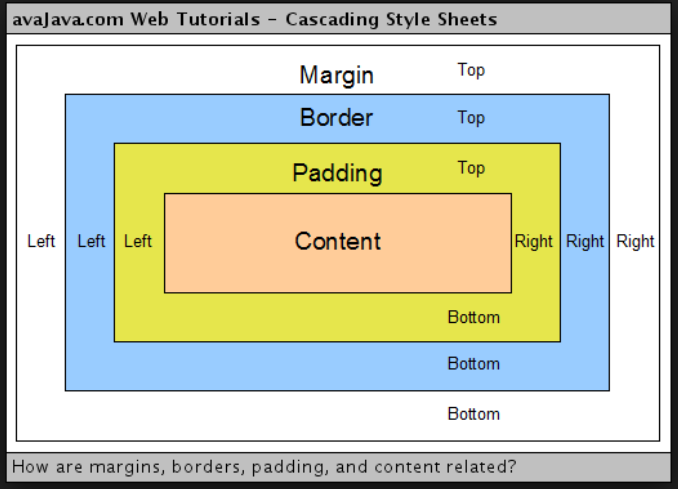 avaJava.com Web Tutorials - Cascading Style Sheets
Margin Top
Border Top
Padding Top
Left Left Left Content Right Right Right
Bottom
Bottom
Bottom
How are margins, borders, padding, and content related?